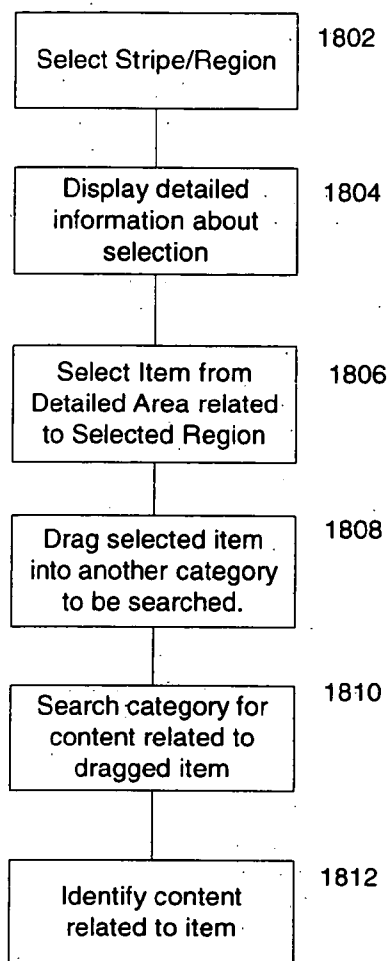 Select Stripe/Region
1802
Display detailed
information about
selection
1804
Select Item from
Detailed Area related
to Selected Region
1806
Drag selected item
into another category
to be searched.
1808
Search category for
content related to
dragged item
1810
Identify content
related to item
1812